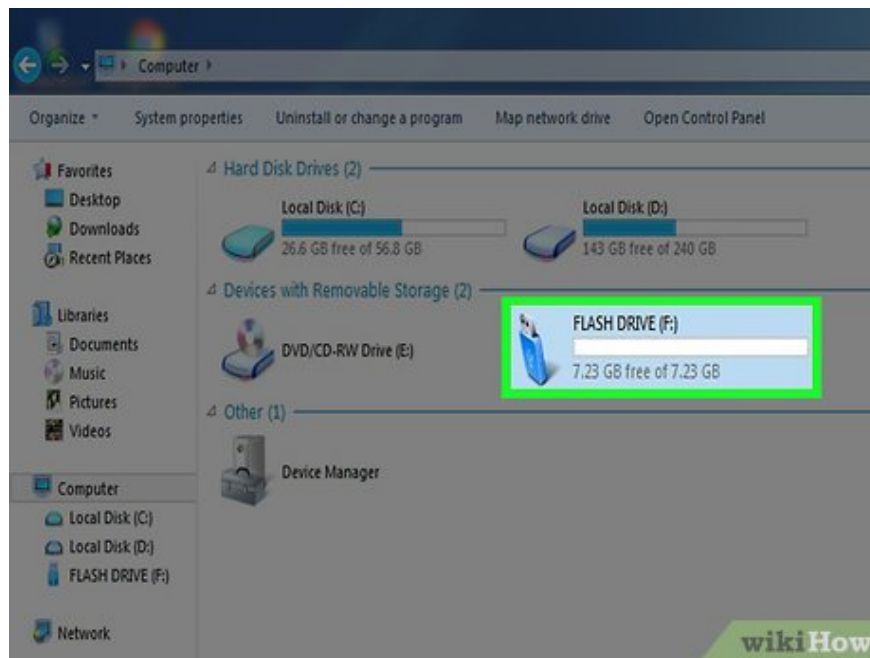 Computer
Organize System properties Uninstall or change a program Map network drive Open Control Panel
Favorites
Desktop
Downloads
Recent Places
Libraries
Documents
Music
Pictures
Videos
Computer
Local Disk (C:)
Local Disk (D:)
FLASH DRIVE (F:)
Network
Hard Disk Drives (2)
Local Disk (C:)
26.6 GB free of 56.8 GB
Local Disk (D:)
143 GB free of 240 GB
Devices with Removable Storage (2)
DVD/CD-RW Drive (E:)
FLASH DRIVE (F:)
7.23 GB free of 7.23 GB
Other (1)
Device Manager
wikiHow